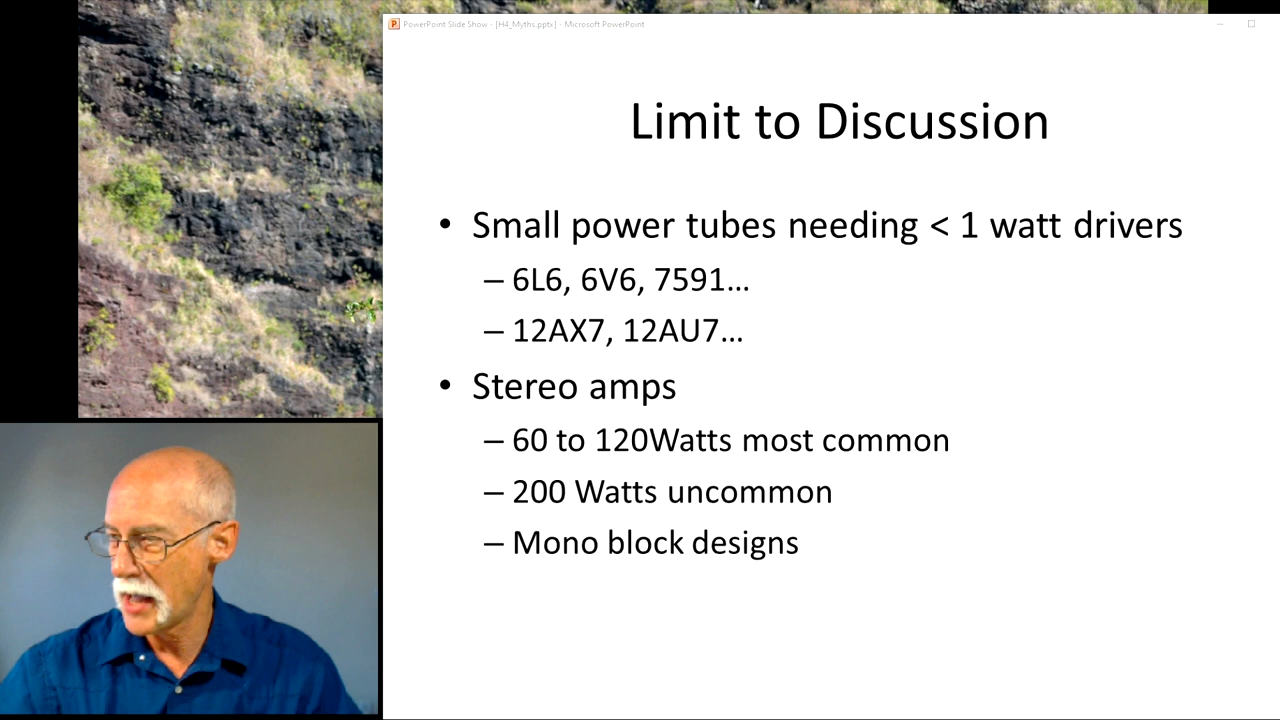 PowerPoint Slide Show - [H4_Myths.pptx] - Microsoft PowerPoint
Limit to Discussion
• Small power tubes needing < 1 watt drivers
– 6L6, 6V6, 7591…
– 12AX7, 12AU7…
• Stereo amps
– 60 to 120Watts most common
– 200 Watts uncommon
– Mono block designs